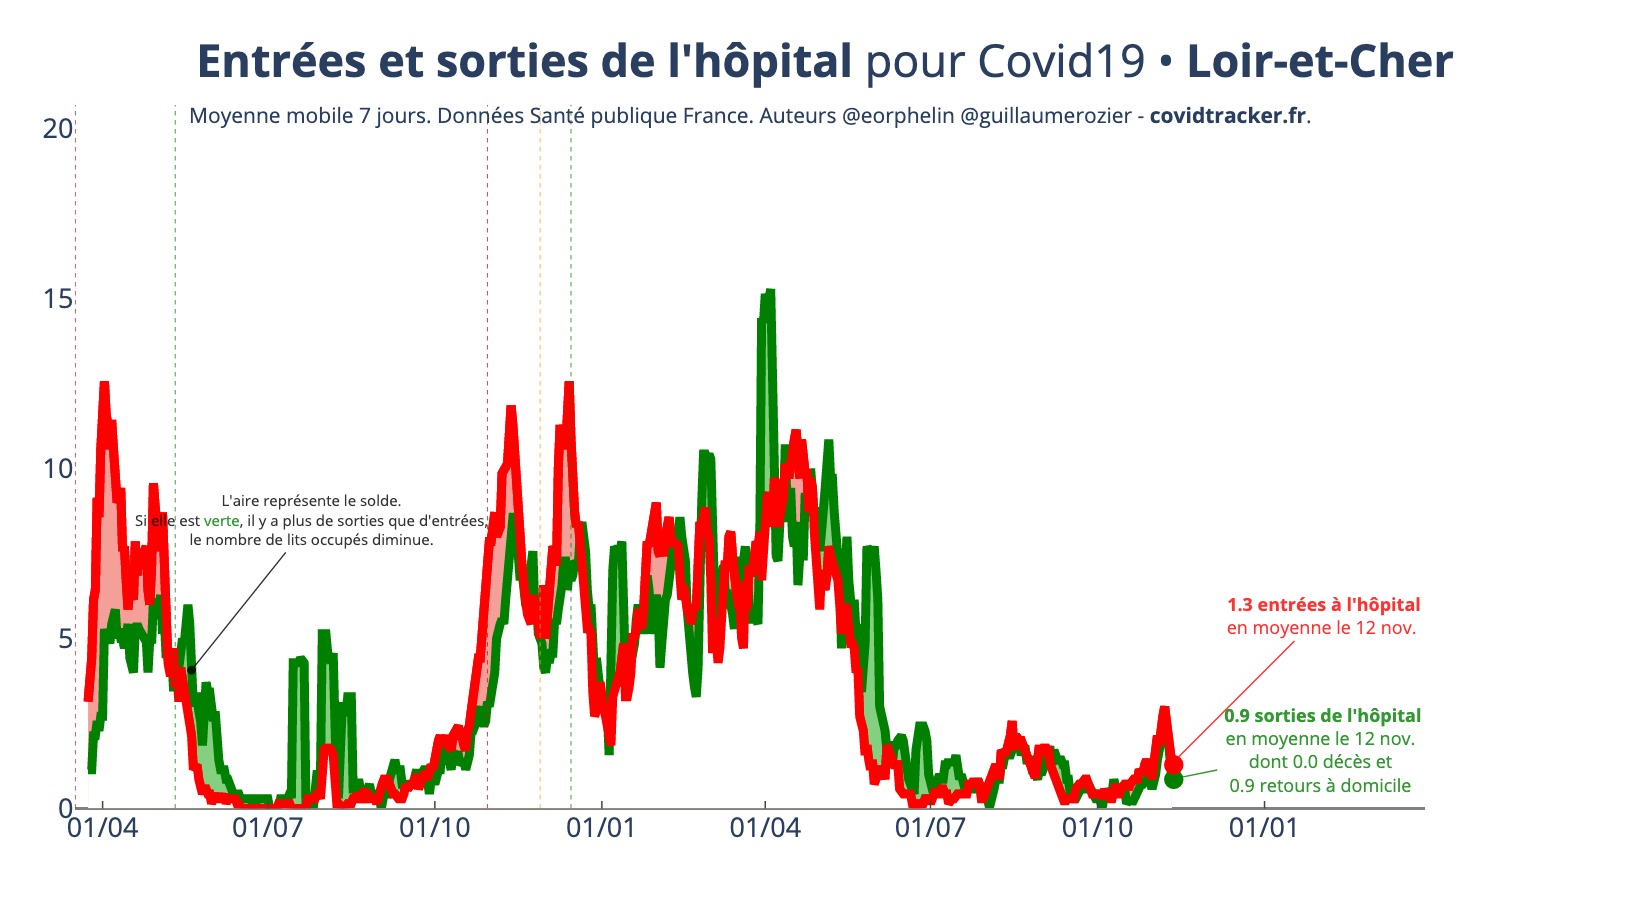 Entrées et sorties de l'hôpital pour Covid19 • Loir-et-Cher
Moyenne mobile 7 jours. Données Santé publique France. Auteurs @eorphelin @guillaumerozier - covidtracker.fr.
20
15
10
5
0
L'aire représente le solde.
Si elle est verte, il y a plus de sorties que d'entrées,
le nombre de lits occupés diminue.
1.3 entrées à l'hôpital
en moyenne le 12 nov.
0.9 sorties de l'hôpital
en moyenne le 12 nov.
dont 0.0 décès et
0.9 retours à domicile
01/04 01/07 01/10 01/01 01/04 01/07 01/10 01/01